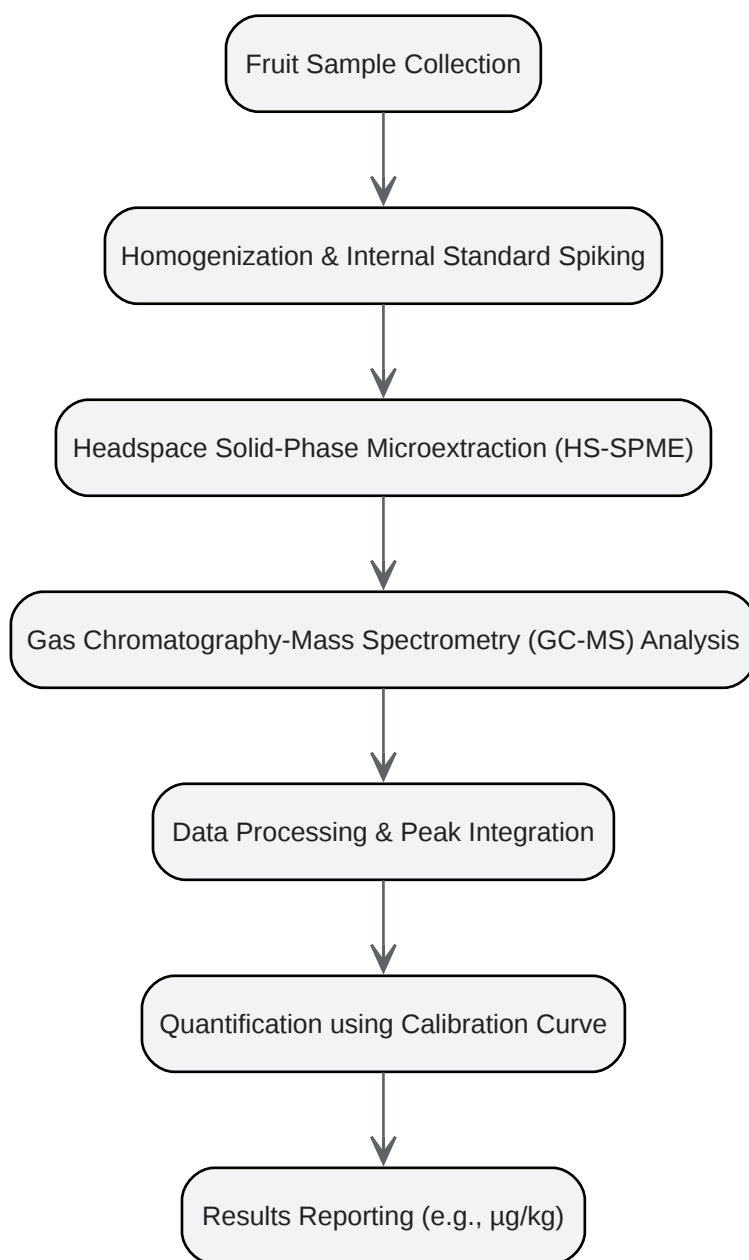 Fruit Sample Collection
Homogenization & Internal Standard Spiking
Headspace Solid-Phase Microextraction (HS-SPME)
Gas Chromatography-Mass Spectrometry (GC-MS) Analysis
Data Processing & Peak Integration
Quantification using Calibration Curve
Results Reporting (e.g., µg/kg)